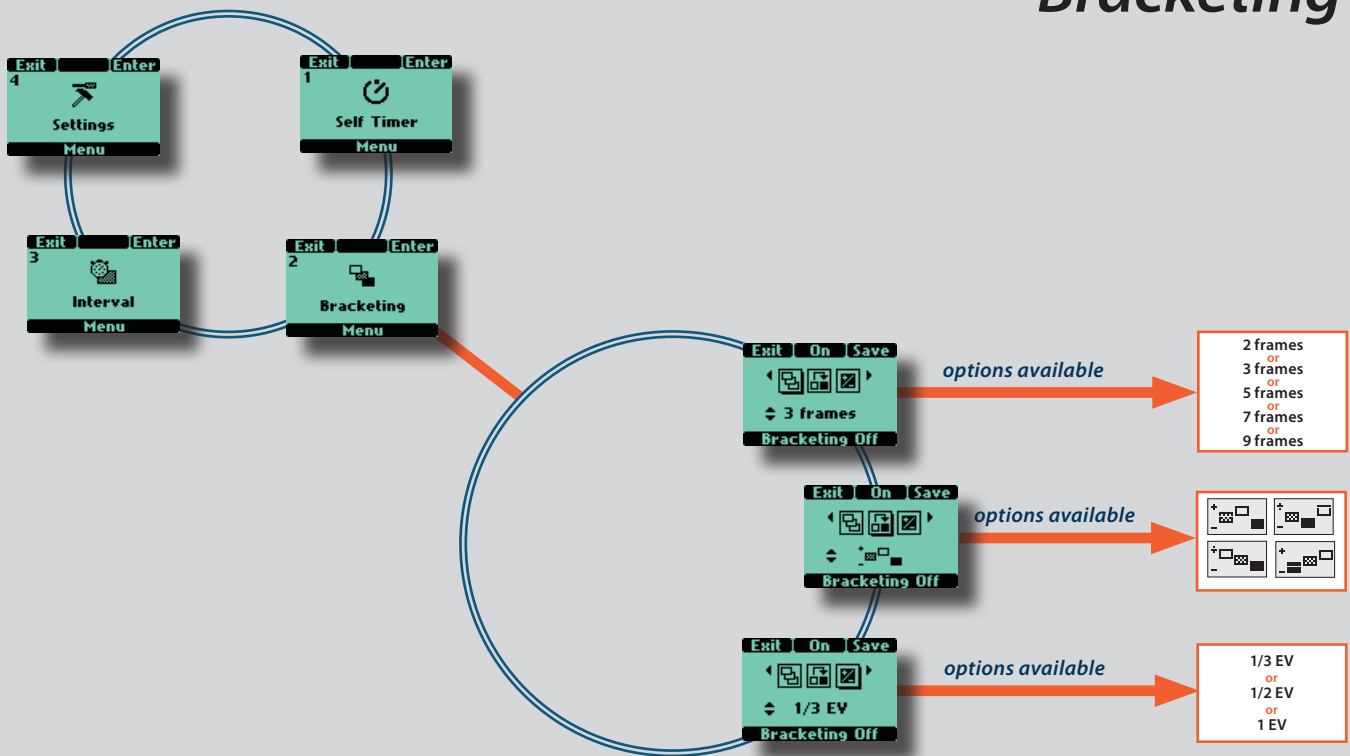 Bracketing
Exit Enter
4
Settings
Menu
Exit Enter
1
Self Timer
Menu
Exit Enter
3
Interval
Menu
Exit Enter
2
Bracketing
Menu
Exit On Save
3 frames
Bracketing Off
options available
2 frames
or
3 frames
or
5 frames
or
7 frames
or
9 frames
Exit On Save
Bracketing Off
options available
Exit On Save
1/3 EV
Bracketing Off
options available
1/3 EV
or
1/2 EV
or
1 EV